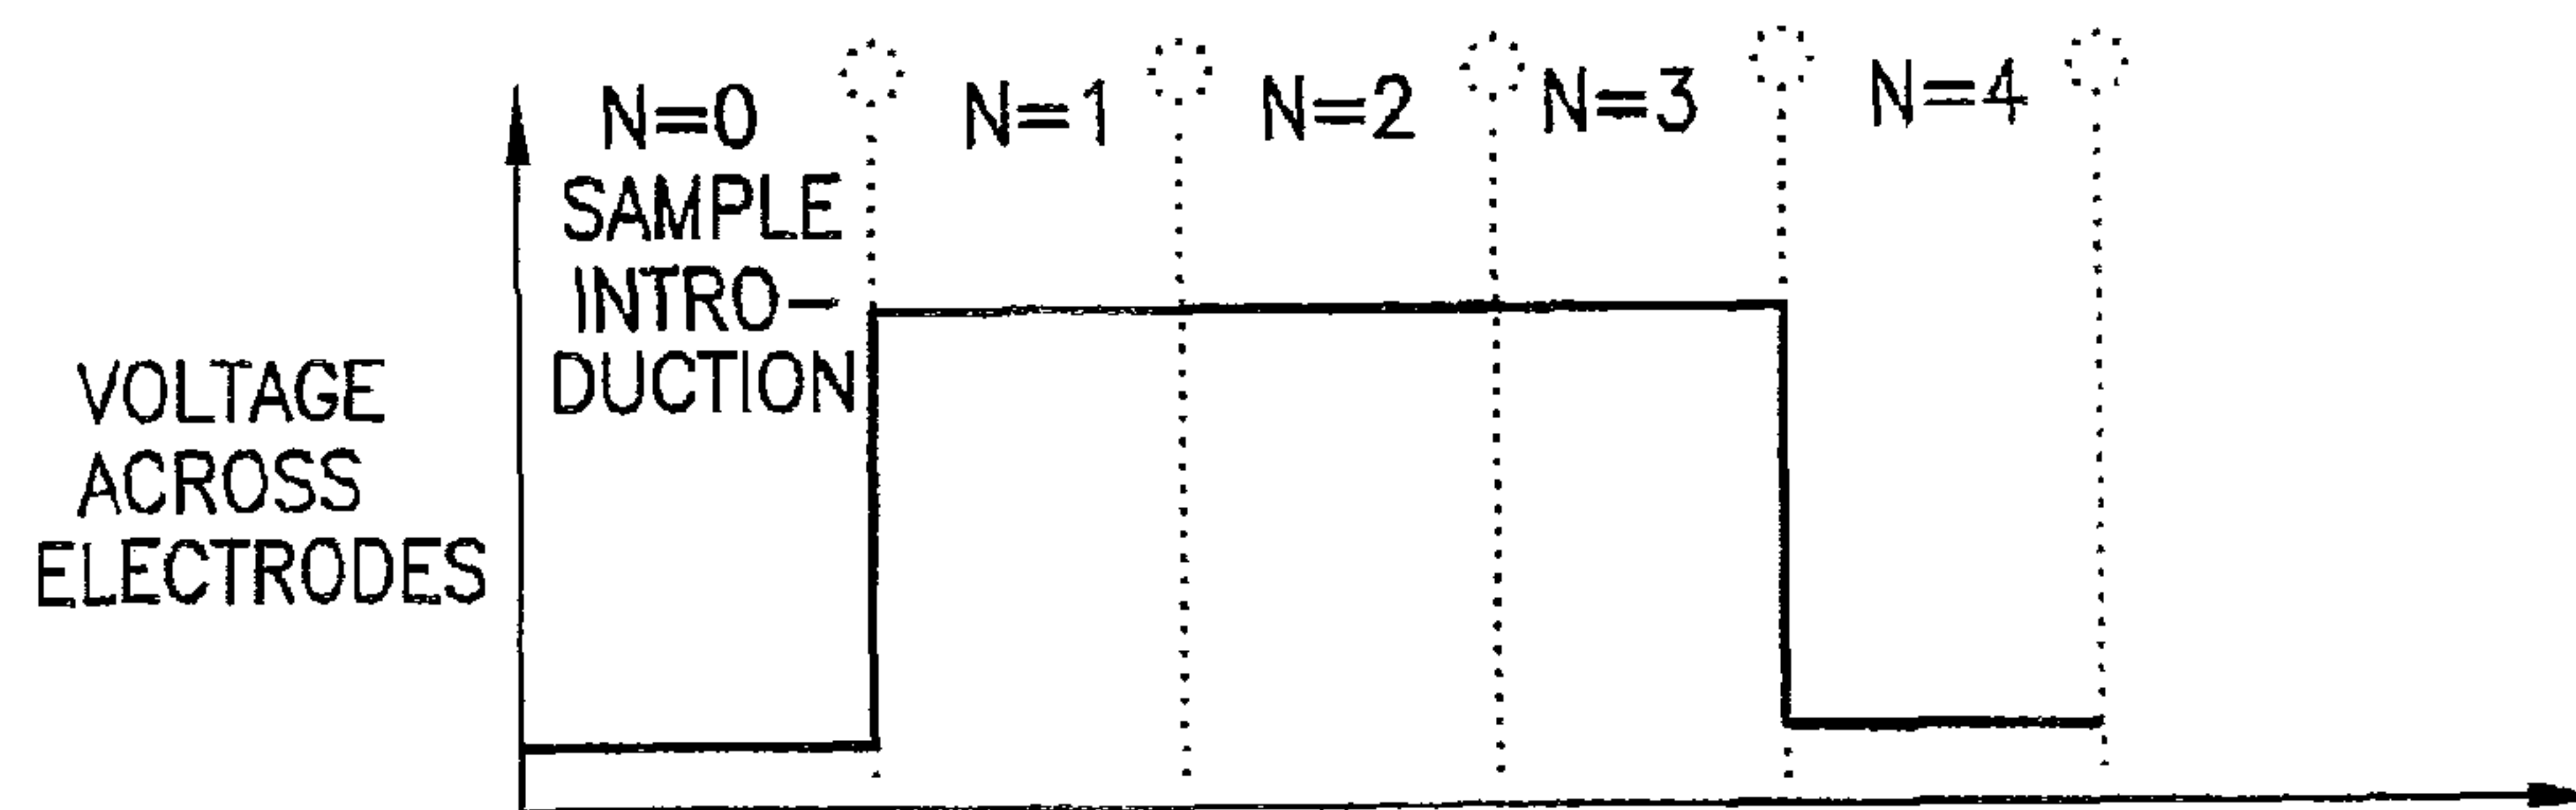 N=0
SAMPLE
INTRO-
DUCTION
N=1
N=2
N=3
N=4
VOLTAGE
ACROSS
ELECTRODES